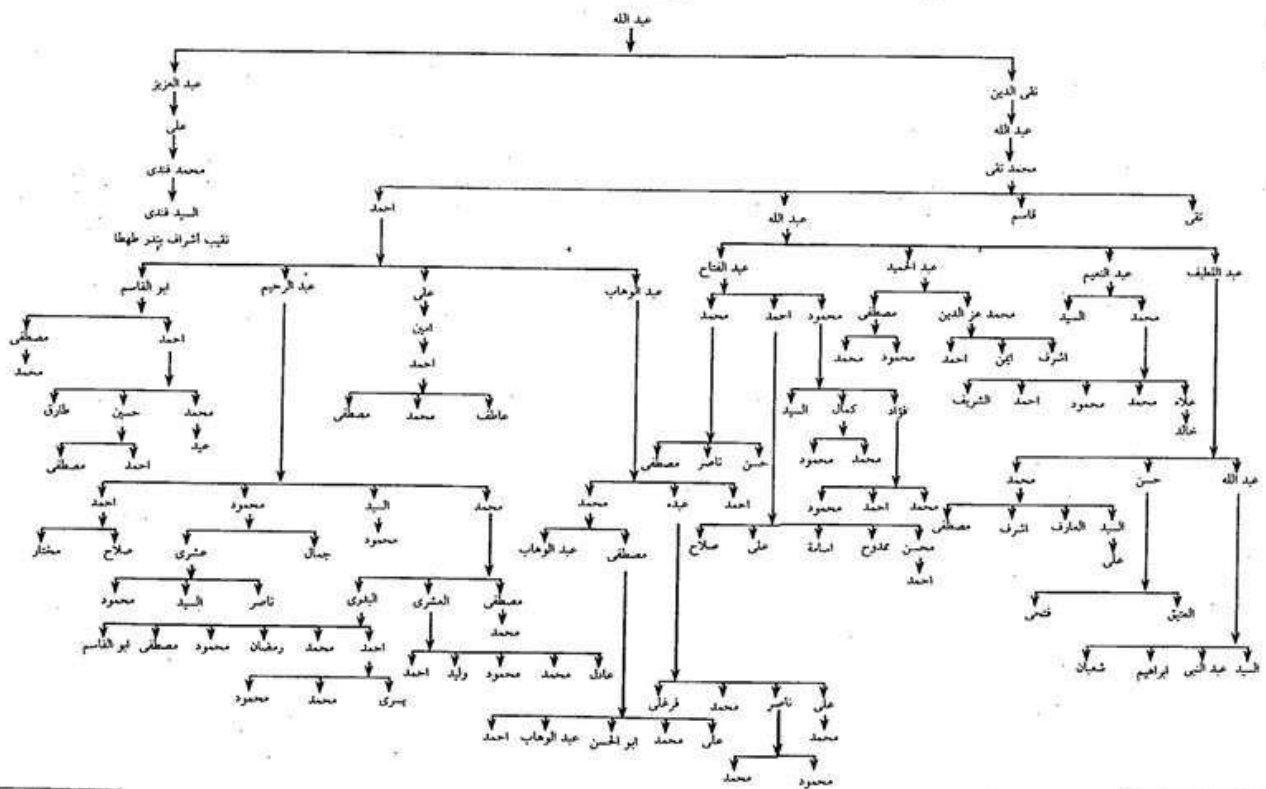 عبد الله
تقى الدين عبد العزيز
عبد الله على
محمد تقى محمد فندى
تقى قاسم عبد الله احمد السيد فندى
نقيب أشراف بندر طهطا
عبد اللطيف عبد النعيم عبد الحميد عبد الفتاح عبد الوهاب على عبد الرحيم ابو القاسم
محمد السيد محمد عز الدين مصطفى محمود احمد محمد امين احمد مصطفى
اشرف ايمن احمد محمود محمد احمد محمد
علاء محمد محمود احمد الشريف فؤاد كمال السيد عاطف محمد مصطفى محمد حسين طارق
خالد محمد محمود حسن ناصر مصطفى عيد احمد مصطفى
عبد الله حسن محمد محمد احمد محمود احمد عبده محمد محمد السيد محمود احمد
السيد العارف اشرف مصطفى محسن ممدوح اسامة على صلاح مصطفى عبد الوهاب محمود جمال عشرى صلاح مختار
على احمد
العتيق فتحى مصطفى العشرى البدوى ناصر السيد محمود
محمد احمد محمد رمضان محمود مصطفى ابو القاسم
السيد عبد النبى ابراهيم شعبان عادل محمد محمود وليد احمد
على ناصر محمد فرغلى يسرى محمد محمود
محمد على محمد ابو الحسن عبد الوهاب احمد
محمود محمد